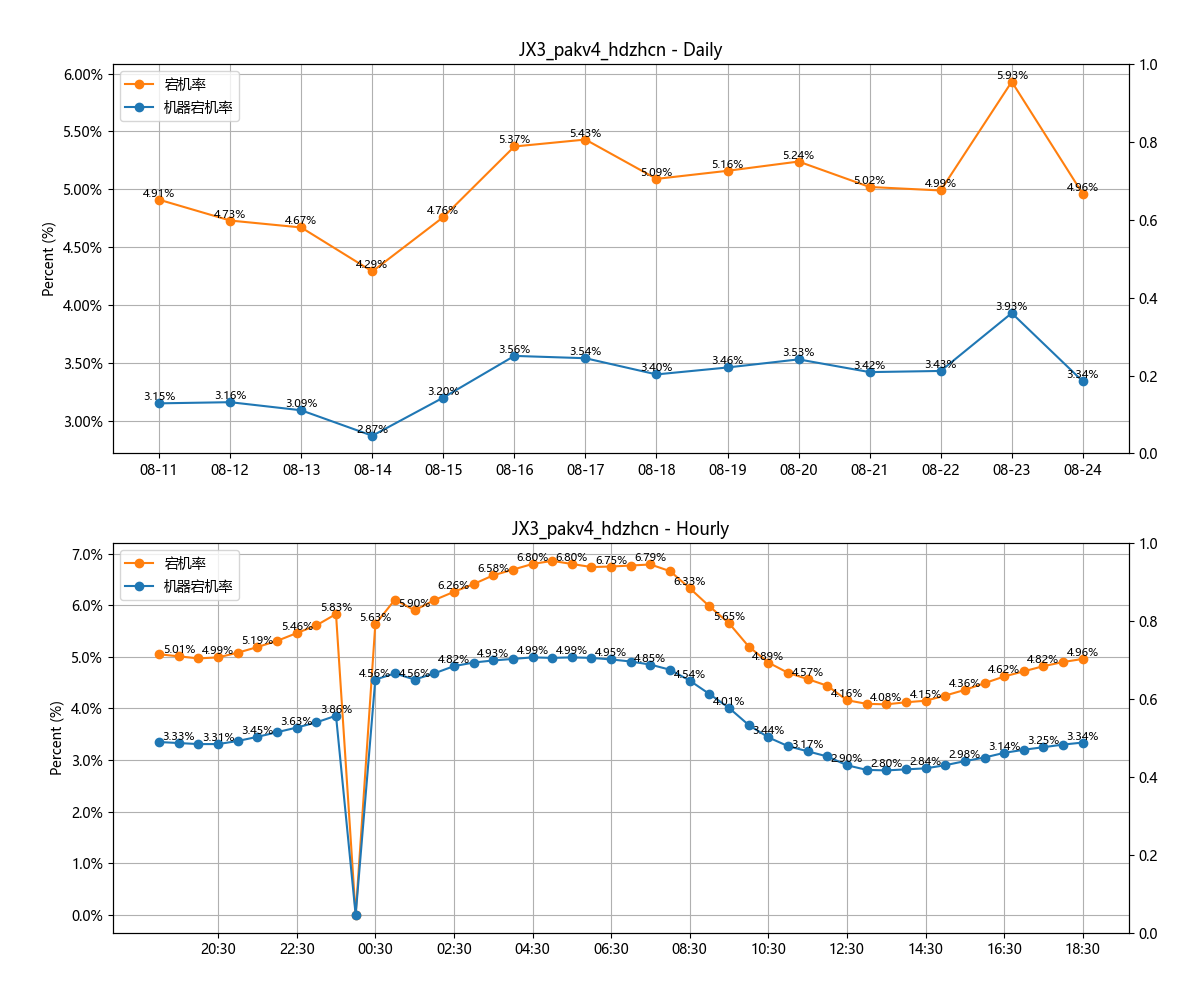 JX3_pakv4_hdzhcn - Daily
宕机率
机器宕机率
Percent (%)
6.00%
5.50%
5.00%
4.50%
4.00%
3.50%
3.00%
1.0
0.8
0.6
0.4
0.2
0.0
4.91% 4.73% 4.67% 4.29% 4.76% 5.37% 5.43% 5.09% 5.16% 5.24% 5.02% 4.99% 5.93% 4.96%
3.15% 3.16% 3.09% 2.87% 3.20% 3.56% 3.54% 3.40% 3.46% 3.53% 3.42% 3.43% 3.93% 3.34%
08-11 08-12 08-13 08-14 08-15 08-16 08-17 08-18 08-19 08-20 08-21 08-22 08-23 08-24
JX3_pakv4_hdzhcn - Hourly
宕机率
机器宕机率
Percent (%)
7.0%
6.0%
5.0%
4.0%
3.0%
2.0%
1.0%
0.0%
1.0
0.8
0.6
0.4
0.2
0.0
5.01% 4.99% 5.19% 5.46% 5.83% 5.63% 5.90% 6.26% 6.58% 6.80% 6.80% 6.75% 6.79% 6.33% 5.65% 4.89% 4.57% 4.16% 4.08% 4.15% 4.36% 4.62% 4.82% 4.96%
3.33% 3.31% 3.45% 3.63% 3.86% 4.56% 4.56% 4.82% 4.93% 4.99% 4.99% 4.95% 4.85% 4.54% 4.01% 3.44% 3.17% 2.90% 2.80% 2.84% 2.98% 3.14% 3.25% 3.34%
20:30 22:30 00:30 02:30 04:30 06:30 08:30 10:30 12:30 14:30 16:30 18:30